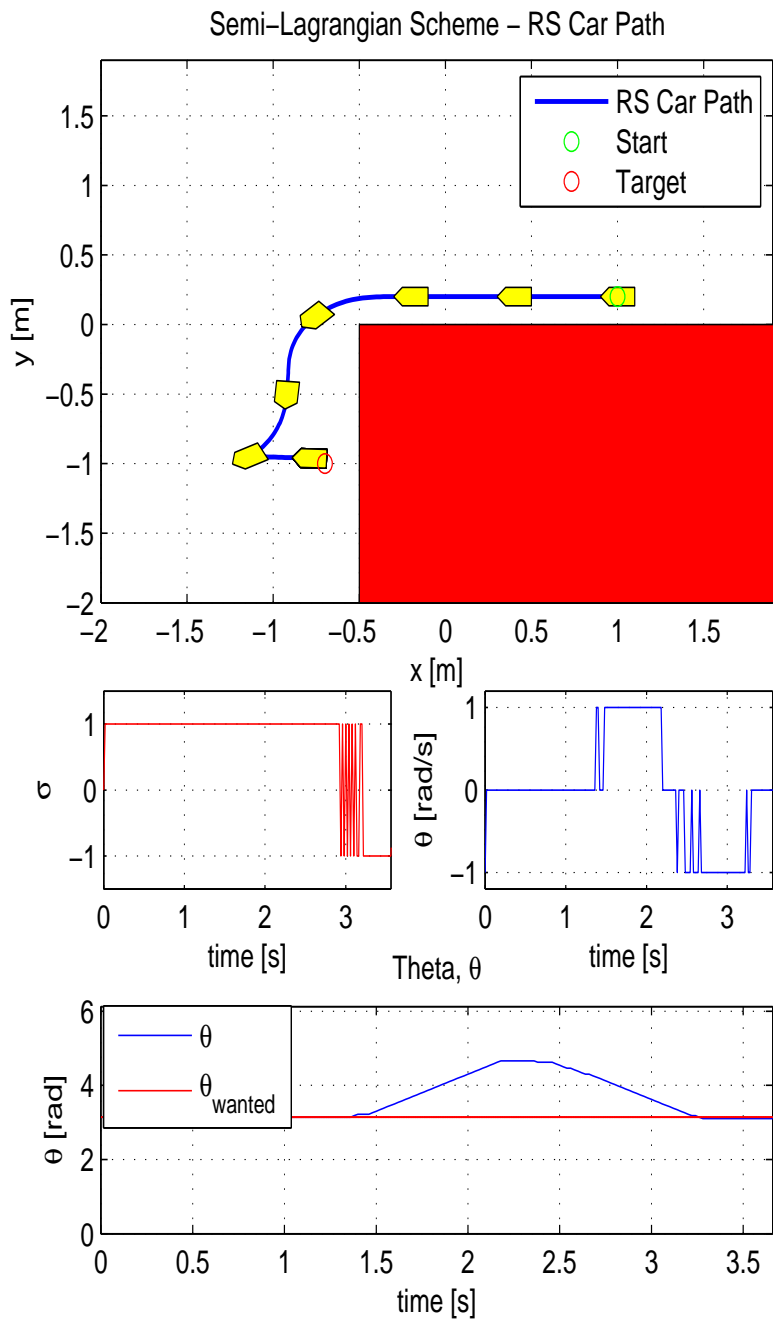 Semi-Lagrangian Scheme - RS Car Path
RS Car Path
Start
Target
y [m]
1.5
1
0.5
0
-0.5
-1
-1.5
-2
-2 -1.5 -1 -0.5 0 0.5 1 1.5
x [m]
σ
1
0
-1
0 1 2 3
time [s]
θ [rad/s]
1
0
-1
0 1 2 3
time [s]
Theta, θ
θ
θ wanted
θ [rad]
6
4
2
0
0 0.5 1 1.5 2 2.5 3 3.5
time [s]